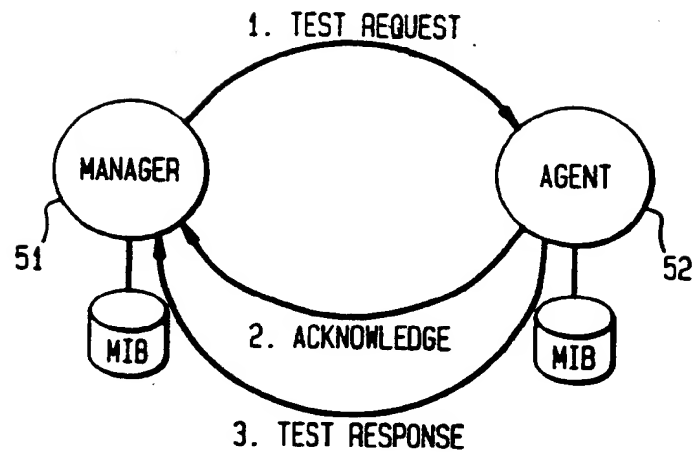 1. TEST REQUEST
MANAGER
AGENT
51
52
MIB
2. ACKNOWLEDGE
MIB
3. TEST RESPONSE